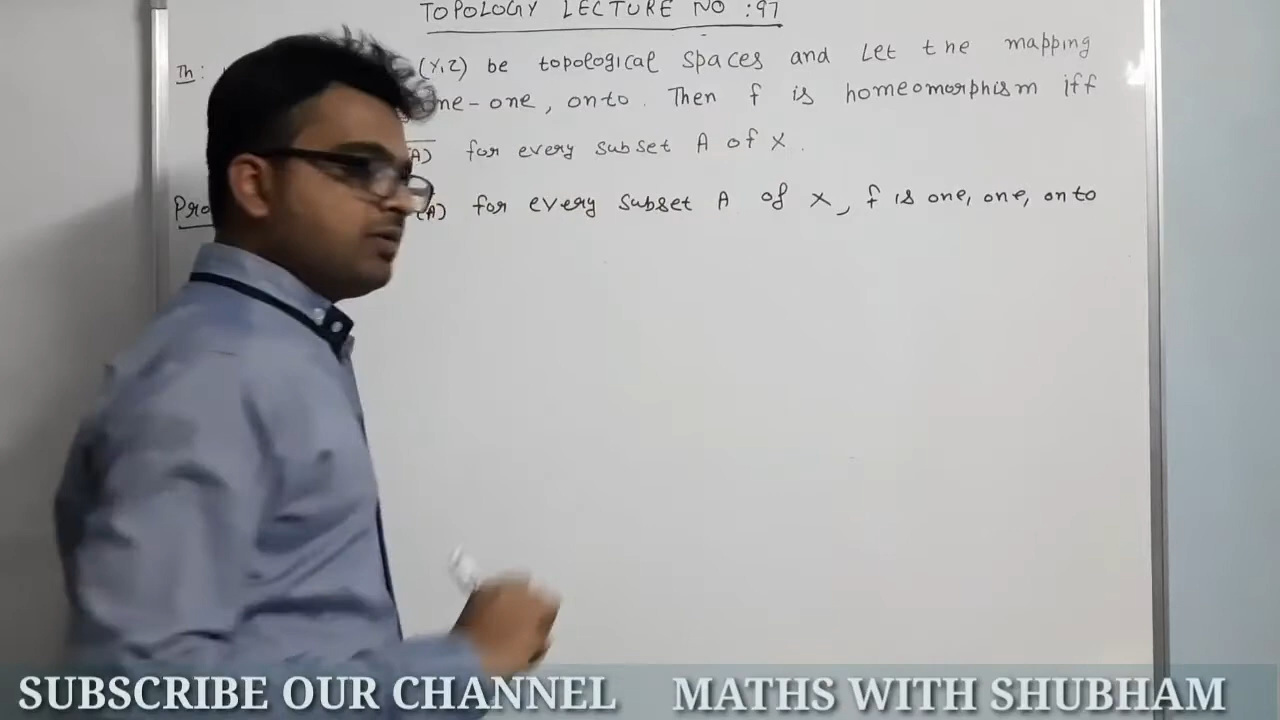 TOPOLOGY LECTURE NO :97
Th: (Y,Z) be topological spaces and Let the mapping
one-one, onto. Then f is homeomorphism iff
(A) for every subset A of X.
(A) for every subset A of X, f is one, one, onto
SUBSCRIBE OUR CHANNEL MATHS WITH SHUBHAM